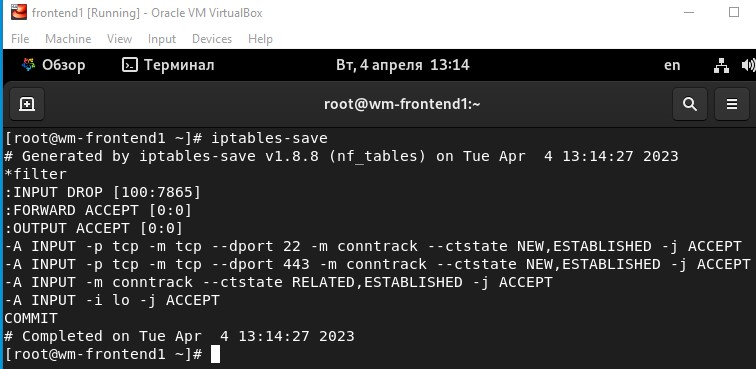 frontend1 [Running] - Oracle VM VirtualBox
File Machine View Input Devices Help
Обзор Терминал Вт, 4 апреля 13:14 en
root@wm-frontend1:~
[root@wm-frontend1 ~]# iptables-save
# Generated by iptables-save v1.8.8 (nf_tables) on Tue Apr  4 13:14:27 2023
*filter
:INPUT DROP [100:7865]
:FORWARD ACCEPT [0:0]
:OUTPUT ACCEPT [0:0]
-A INPUT -p tcp -m tcp --dport 22 -m conntrack --ctstate NEW,ESTABLISHED -j ACCEPT
-A INPUT -p tcp -m tcp --dport 443 -m conntrack --ctstate NEW,ESTABLISHED -j ACCEPT
-A INPUT -m conntrack --ctstate RELATED,ESTABLISHED -j ACCEPT
-A INPUT -i lo -j ACCEPT
COMMIT
# Completed on Tue Apr  4 13:14:27 2023
[root@wm-frontend1 ~]#